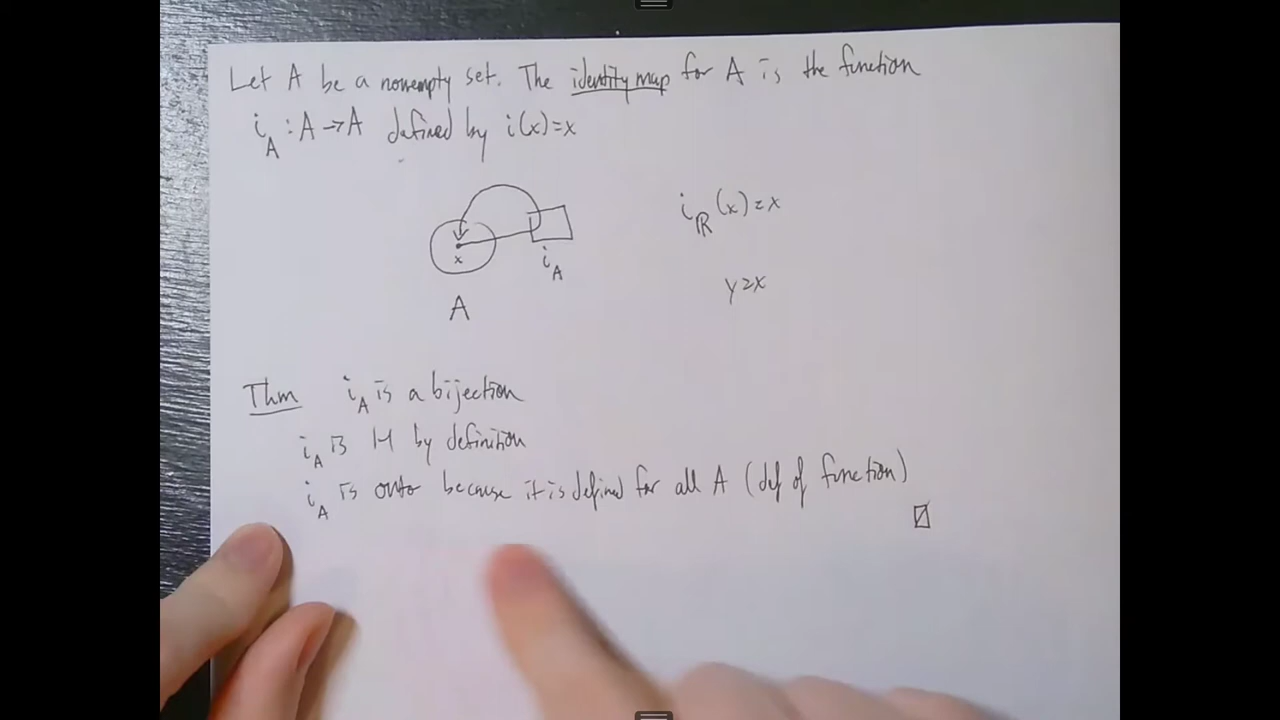 Let A be a nonempty set. The identity map for A is the function
i_A : A→A defined by i(x)=x
i_ℝ(x)=x
x
i_A
y=x
A
Thm i_A is a bijection
i_A is 1-1 by definition
i_A is onto because it is defined for all A (def of function)